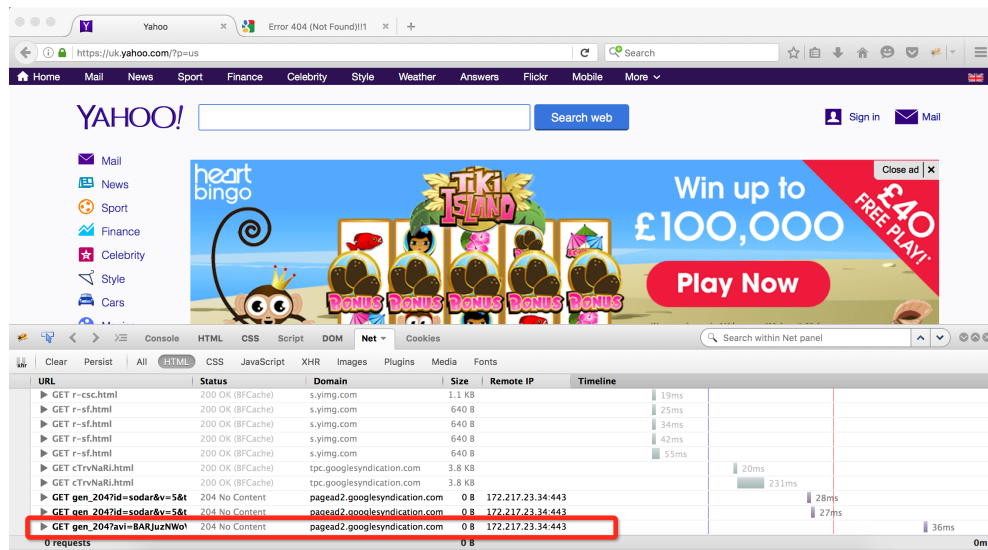 Yahoo × Error 404 (Not Found)!!1 × +
https://uk.yahoo.com/?p=us Search
Home Mail News Sport Finance Celebrity Style Weather Answers Flickr Mobile More
YAHOO! Search web Sign in Mail
Mail
News
Sport
Finance
Celebrity
Style
Cars
heart
bingo
TIKI
ISLAND
BONUS BONUS BONUS BONUS BONUS
Win up to
£100,000
Play Now
Close ad ×
£40
FREE PLAY!*
Console HTML CSS Script DOM Net Cookies
Search within Net panel
Clear Persist All HTML CSS JavaScript XHR Images Plugins Media Fonts
URL Status Domain Size Remote IP Timeline
GET r-csc.html 200 OK (BFCache) s.yimg.com 1.1 KB 19ms
GET r-sf.html 200 OK (BFCache) s.yimg.com 640 B 25ms
GET r-sf.html 200 OK (BFCache) s.yimg.com 640 B 34ms
GET r-sf.html 200 OK (BFCache) s.yimg.com 640 B 42ms
GET r-sf.html 200 OK (BFCache) s.yimg.com 640 B 55ms
GET cTrvNaRi.html 200 OK (BFCache) tpc.googlesyndication.com 3.8 KB 20ms
GET cTrvNaRi.html 200 OK (BFCache) tpc.googlesyndication.com 3.8 KB 231ms
GET gen_204?id=sodar&v=5&t 204 No Content pagead2.googlesyndication.com 0 B 172.217.23.34:443 28ms
GET gen_204?id=sodar&v=5&t 204 No Content pagead2.googlesyndication.com 0 B 172.217.23.34:443 27ms
GET gen_204?avi=BARJuzNWo 204 No Content pagead2.googlesyndication.com 0 B 172.217.23.34:443 36ms
0 requests 0 B 0m